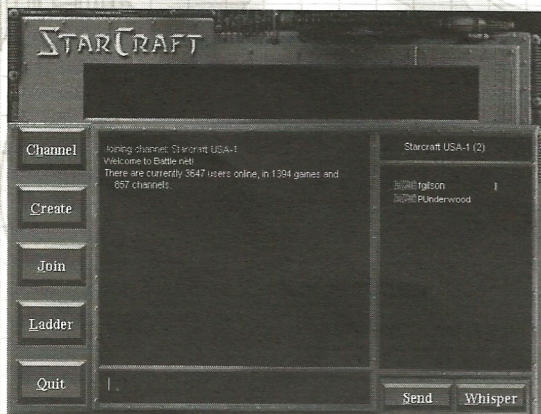 STARCRAFT
Channel
Create
Join
Ladder
Quit
Joining channel: Starcraft USA-1
Welcome to Battle net!
There are currently 3647 users online, in 1394 games and
657 channels.
Starcraft USA-1 (2)
fgilson
PUnderwood
Send
Whisper